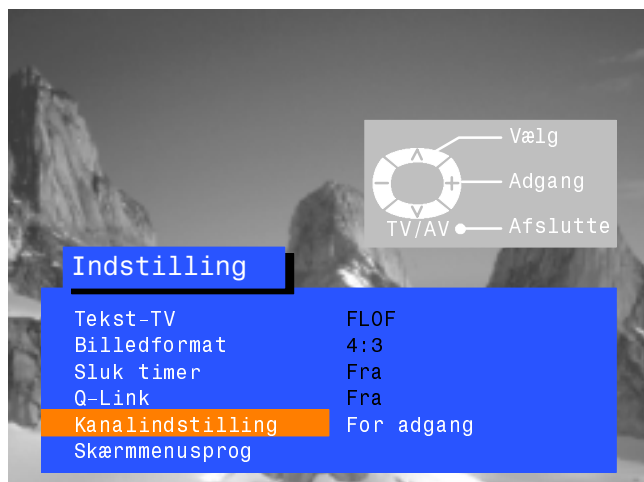 Vælg
Adgang
TV/AV Afslutte
Indstilling
Tekst-TV FLOF
Billedformat 4:3
Sluk timer Fra
Q-Link Fra
Kanalindstilling For adgang
Skærmmenusprog